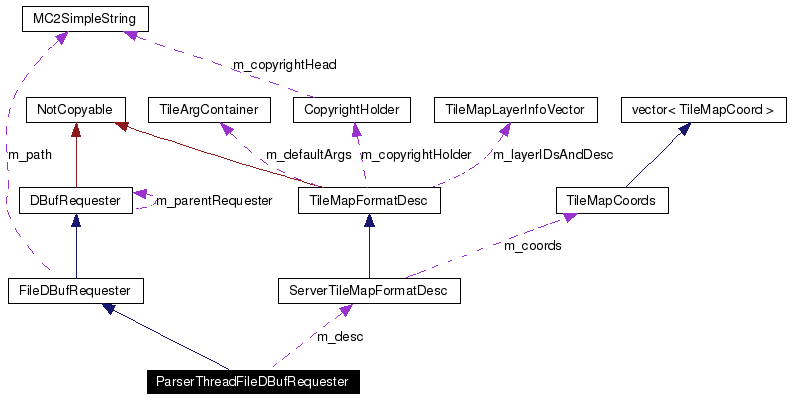 MC2SimpleString
m_copyrightHead
NotCopyable
TileArgContainer
CopyrightHolder
TileMapLayerInfoVector
vector< TileMapCoord >
m_path
m_defaultArgs
m_copyrightHolder
m_layerIDsAndDesc
DBufRequester
m_parentRequester
TileMapFormatDesc
TileMapCoords
m_coords
FileDBufRequester
ServerTileMapFormatDesc
m_desc
ParserThreadFileDBufRequester